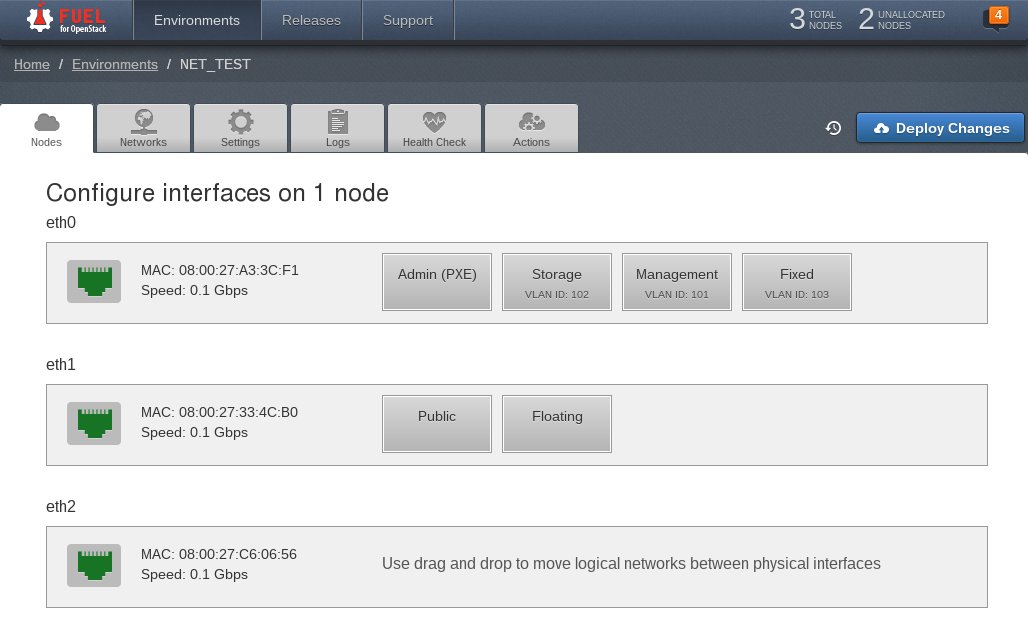 FUEL
for OpenStack
Environments
Releases
Support
3 TOTAL NODES
2 UNALLOCATED NODES
4
Home / Environments / NET_TEST
Nodes
Networks
Settings
Logs
Health Check
Actions
Deploy Changes
Configure interfaces on 1 node
eth0
MAC: 08:00:27:A3:3C:F1
Speed: 0.1 Gbps
Admin (PXE)
Storage
VLAN ID: 102
Management
VLAN ID: 101
Fixed
VLAN ID: 103
eth1
MAC: 08:00:27:33:4C:B0
Speed: 0.1 Gbps
Public
Floating
eth2
MAC: 08:00:27:C6:06:56
Speed: 0.1 Gbps
Use drag and drop to move logical networks between physical interfaces